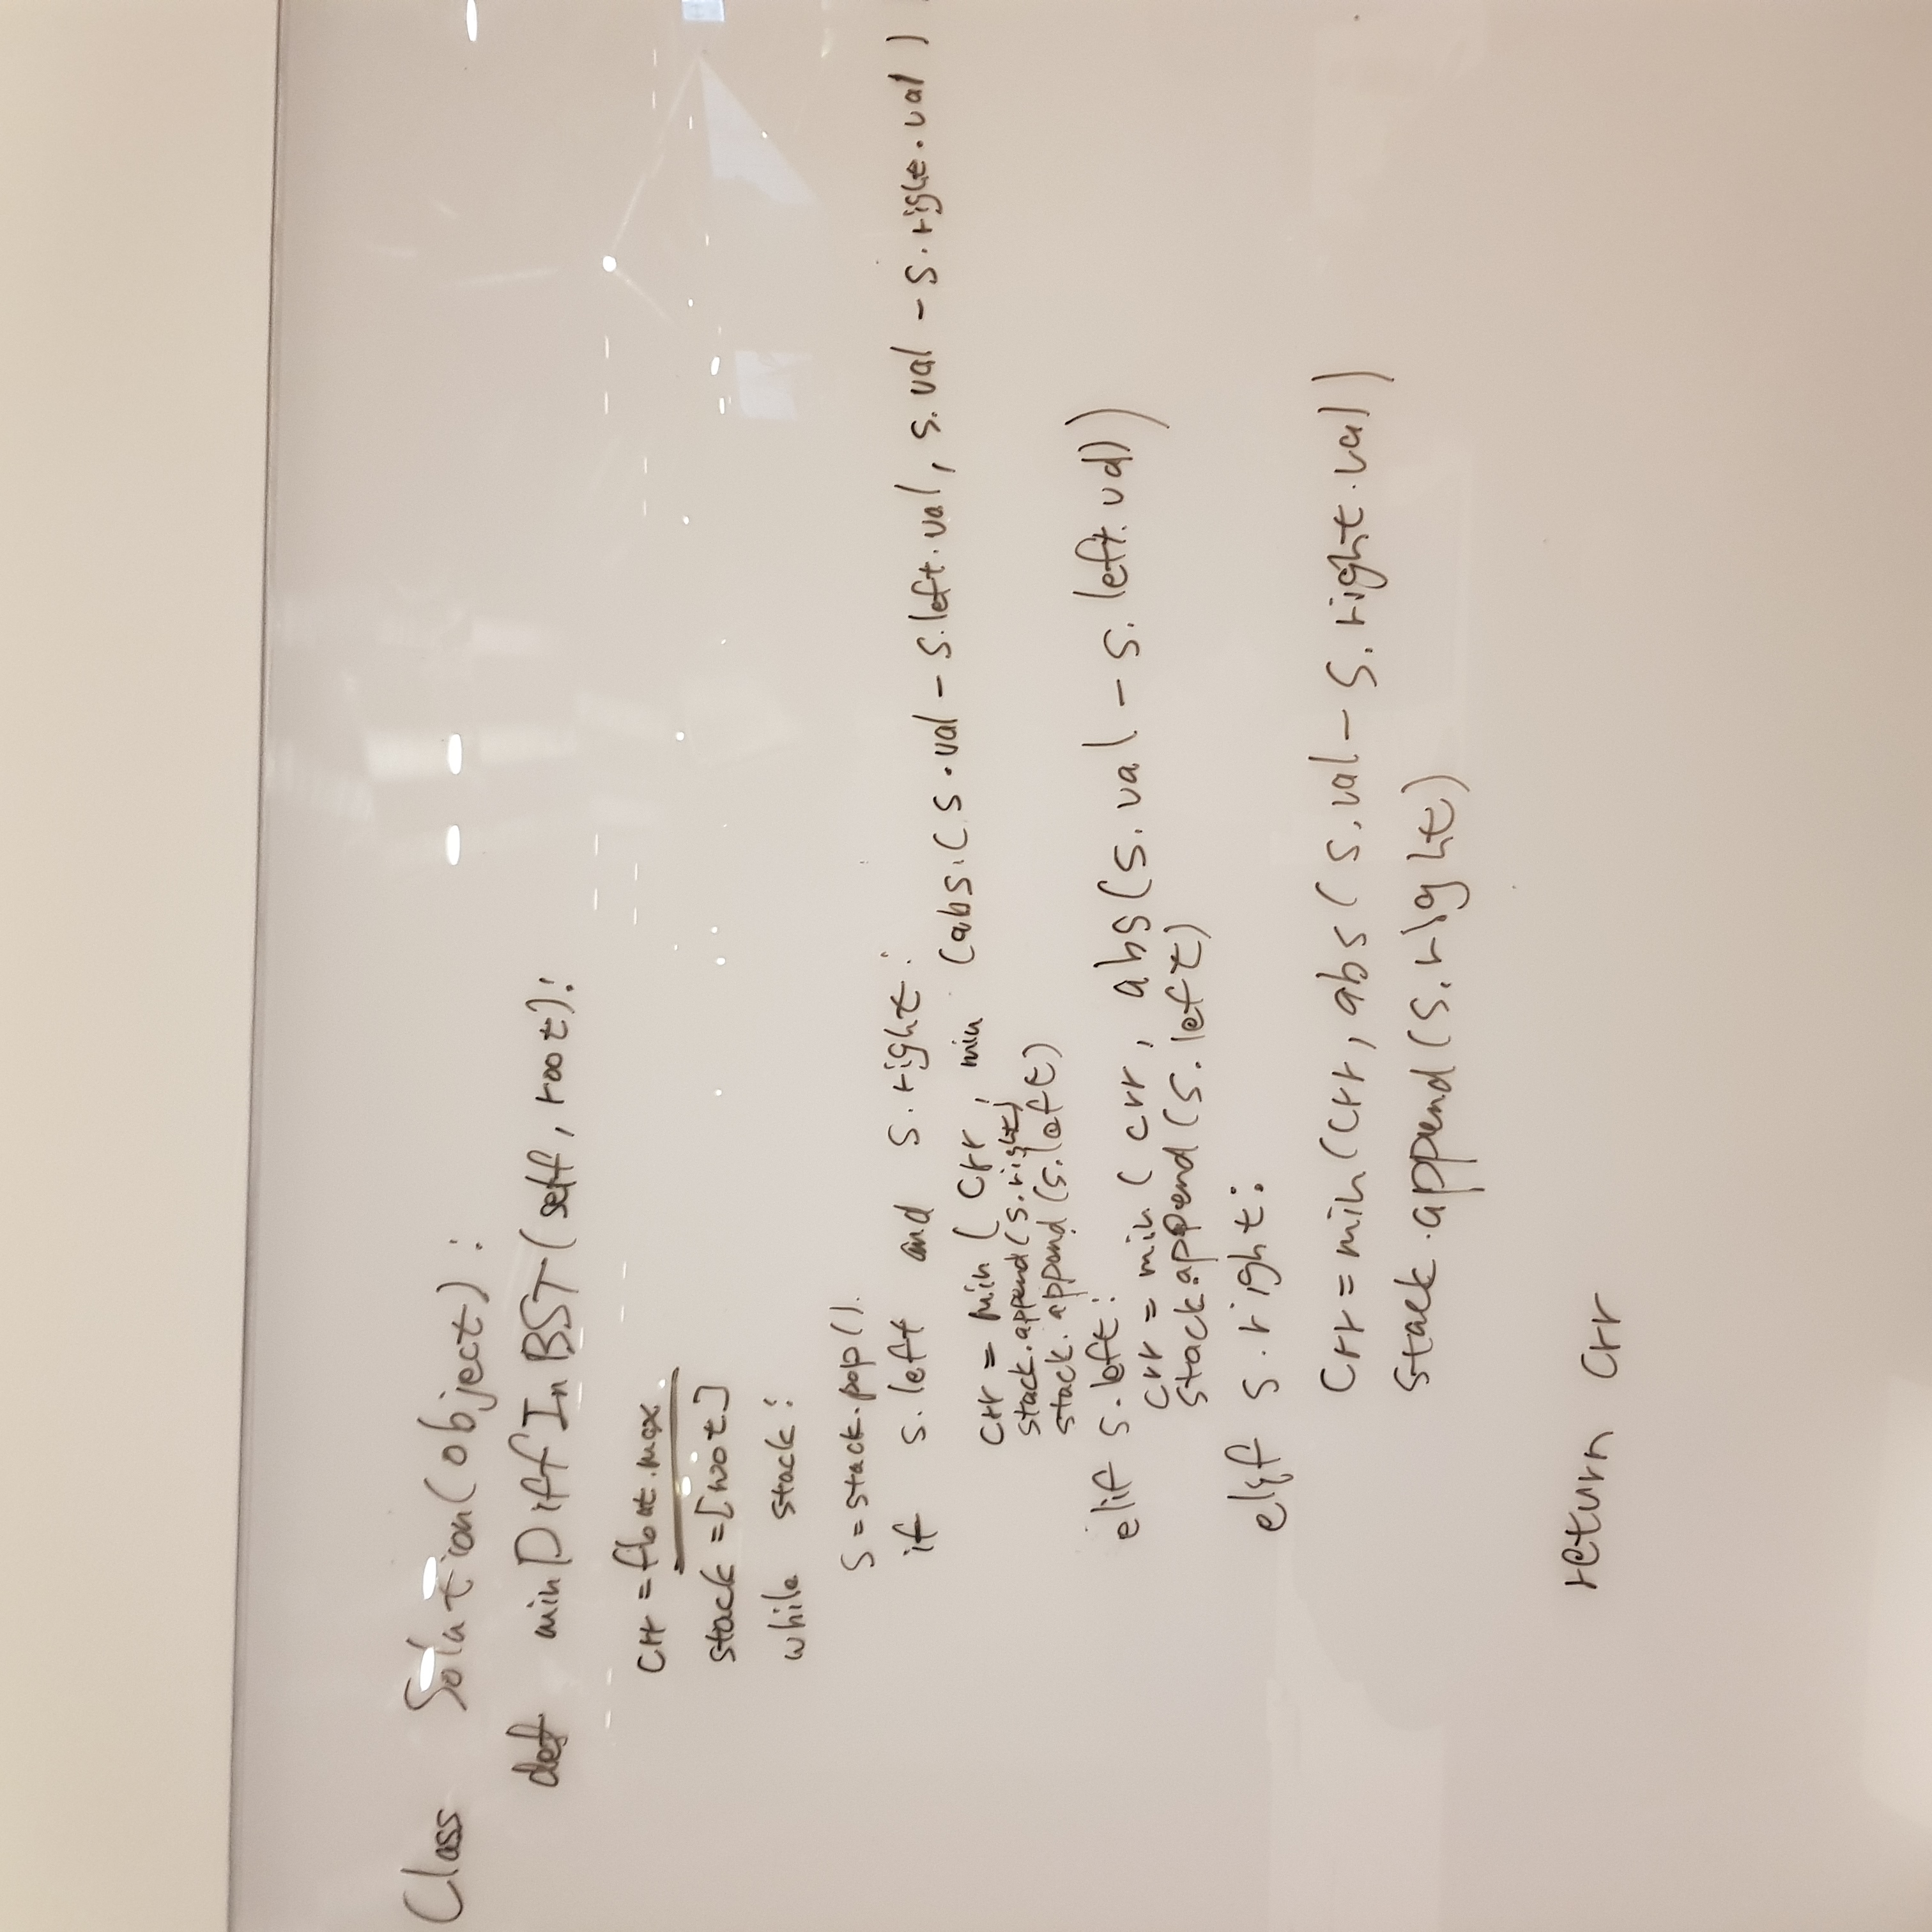 Class Solution(object):
def minDiffInBST(self, root):
crr = float.max.
stack = [root]
while stack:
s = stack.pop().
if s.left and s.right:
crr = min ( crr , min (abs.( s.val - s.left.val, s.val - s.right.val )
stack.append(s.right)
stack.append(s.left)
elif s.left:
crr = min ( crr, abs(s.val - s.left.val))
stack.append(s.left)
elif s.right:
crr = min(crr, abs( s.val - s.right.val))
stack.append(s.right)
return crr